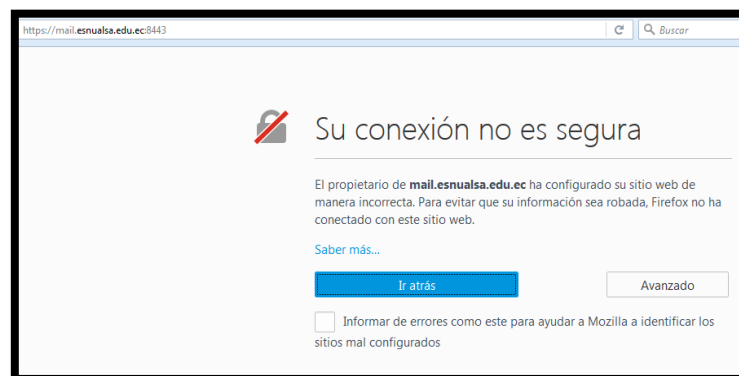 https://mail.esnualsa.edu.ec:8443
Buscar
Su conexión no es segura
El propietario de mail.esnualsa.edu.ec ha configurado su sitio web de
manera incorrecta. Para evitar que su información sea robada, Firefox no ha
conectado con este sitio web.
Saber más...
Ir atrás
Avanzado
Informar de errores como este para ayudar a Mozilla a identificar los
sitios mal configurados